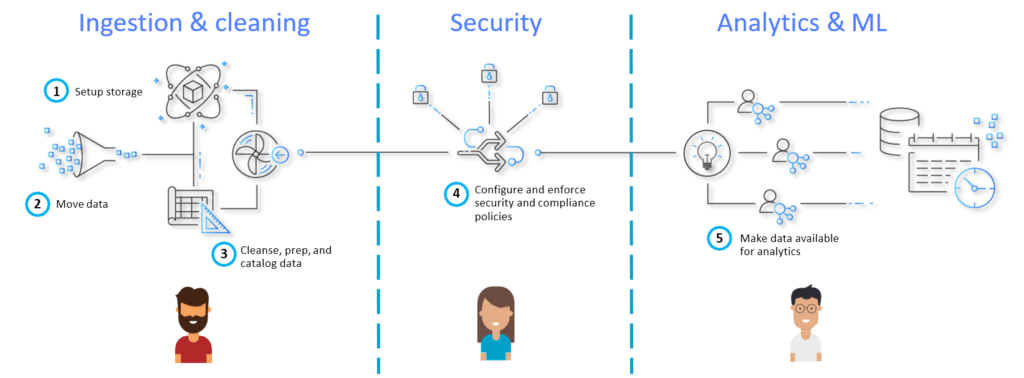 Ingestion & cleaning
Security
Analytics & ML
1 Setup storage
2 Move data
3 Cleanse, prep, and
catalog data
4 Configure and enforce
security and compliance
policies
5 Make data available
for analytics